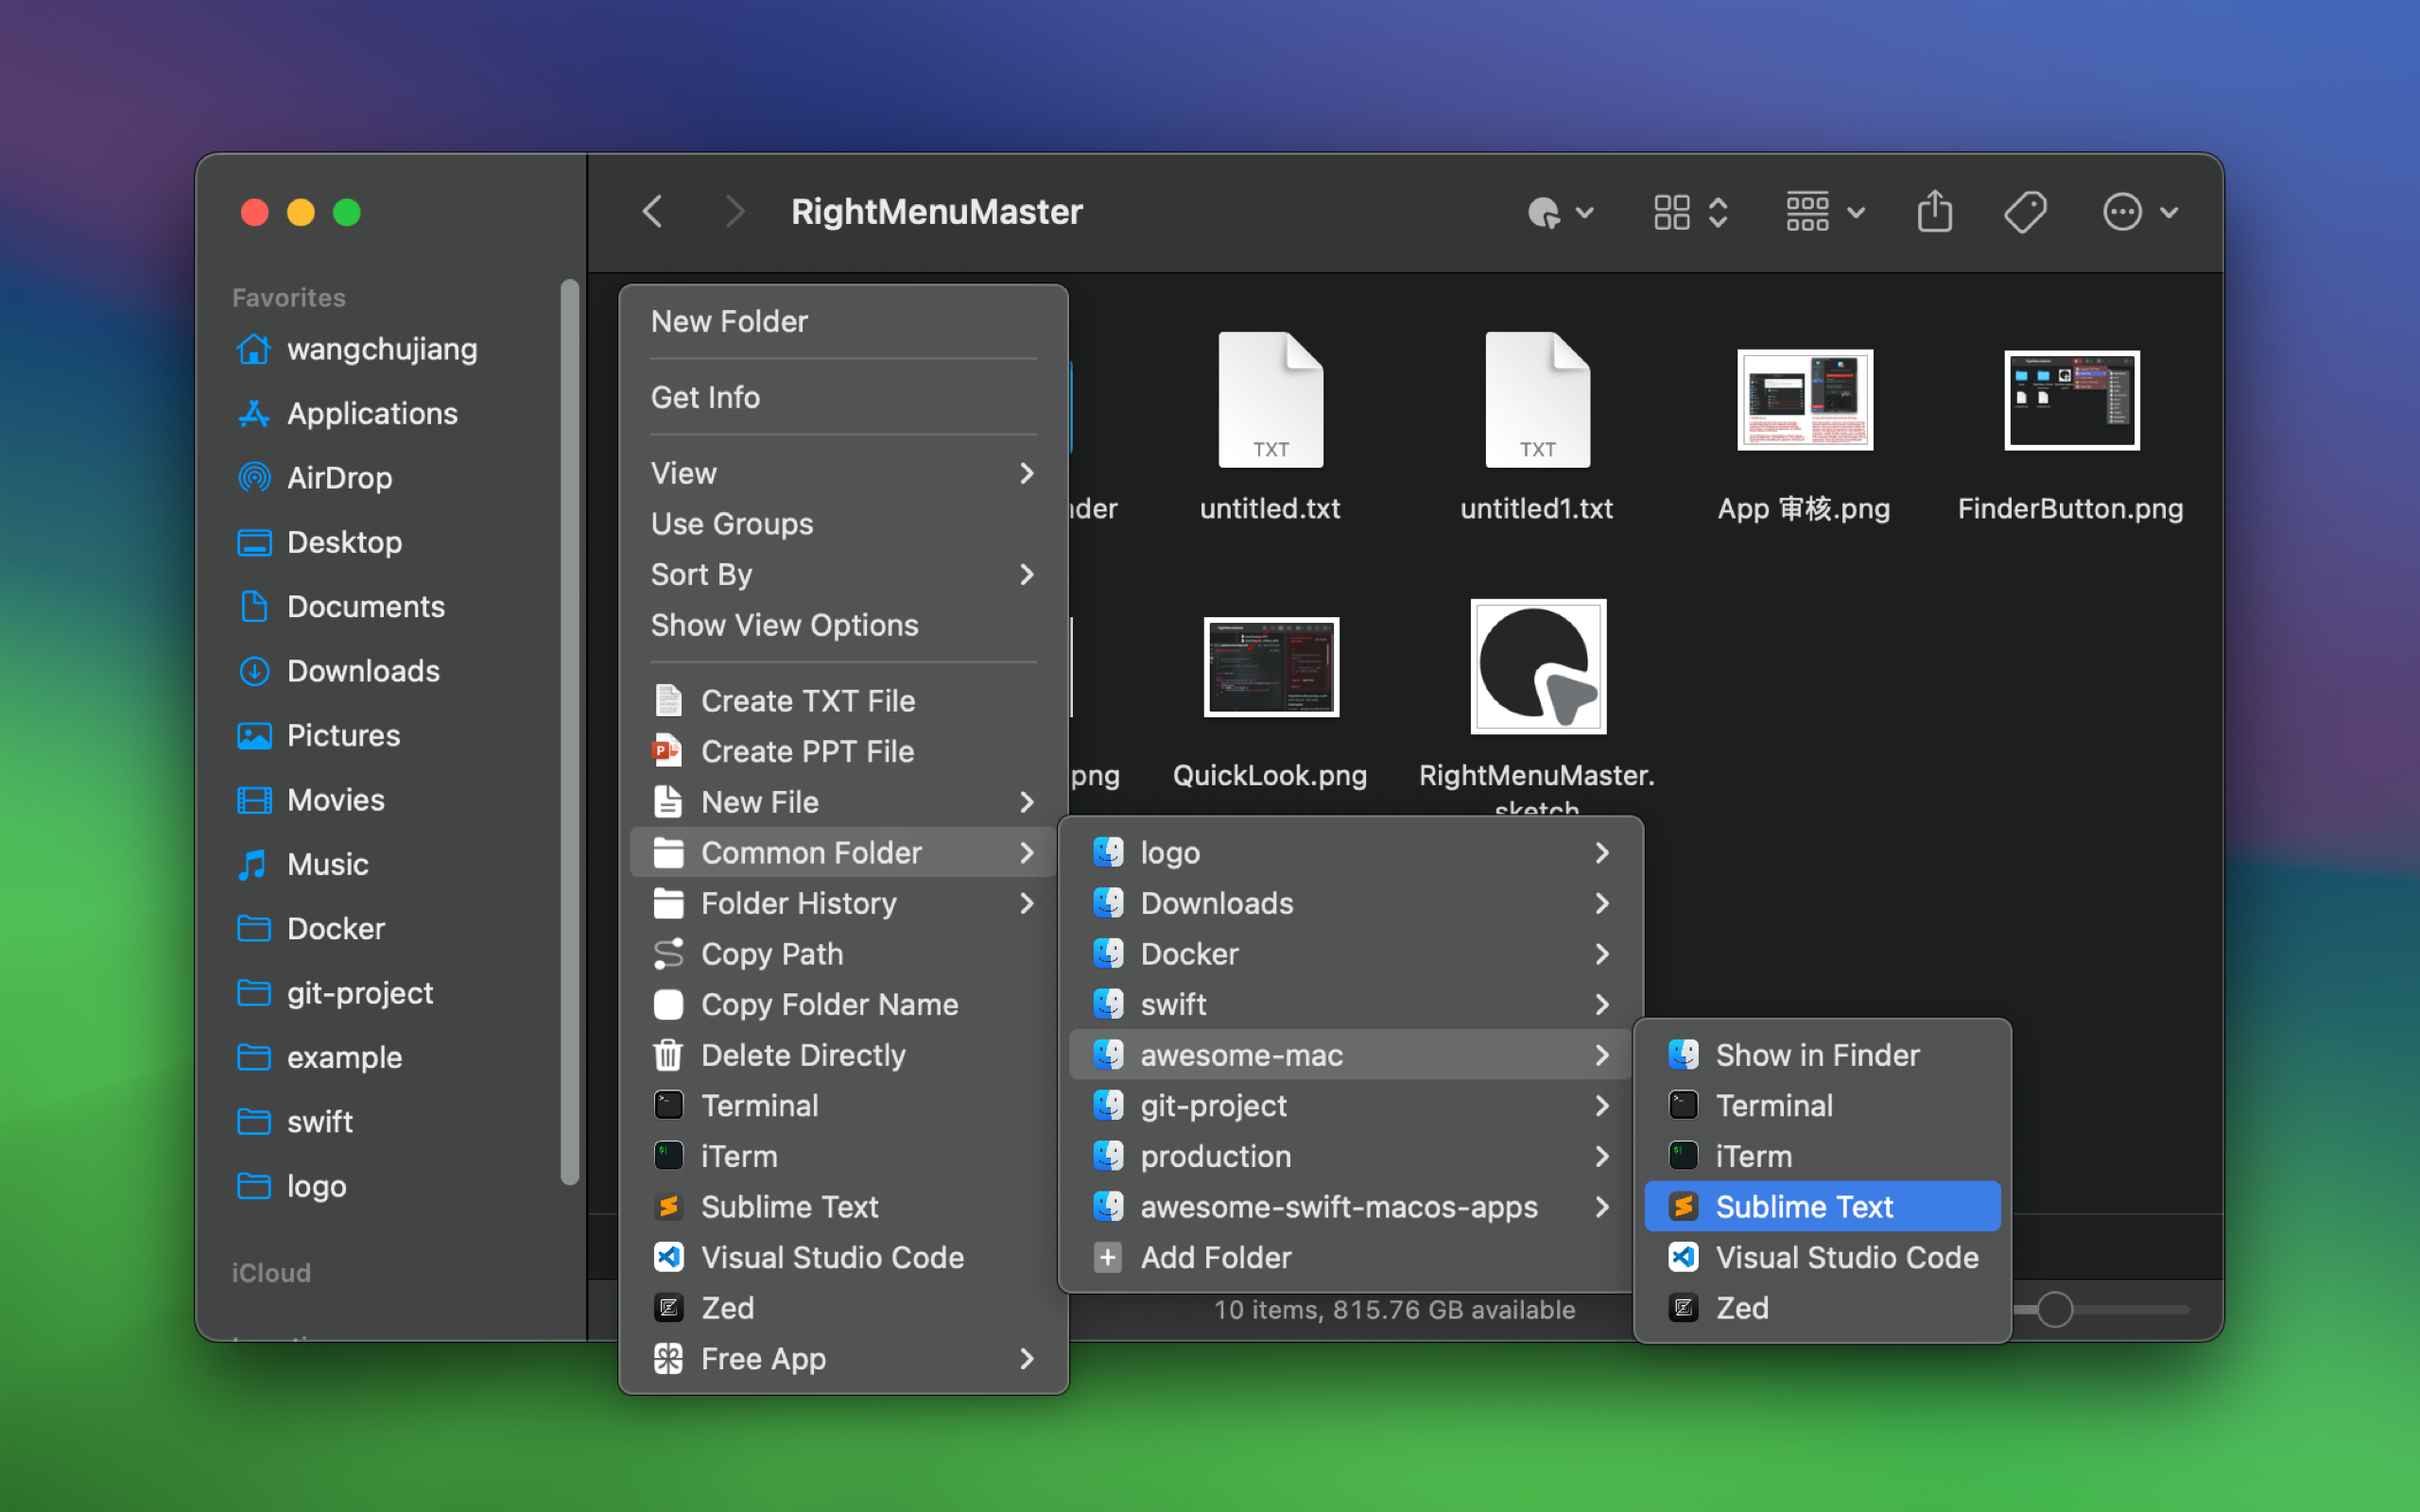 RightMenuMaster
Favorites
wangchujiang
Applications
AirDrop
Desktop
Documents
Downloads
Pictures
Movies
Music
Docker
git-project
example
swift
logo
iCloud
New Folder
Get Info
View
Use Groups
Sort By
Show View Options
Create TXT File
Create PPT File
New File
Common Folder
Folder History
Copy Path
Copy Folder Name
Delete Directly
Terminal
iTerm
Sublime Text
Visual Studio Code
Zed
Free App
TXT
TXT
untitled.txt
untitled1.txt
App 审核.png
FinderButton.png
png
QuickLook.png
RightMenuMaster.
sketch
logo
Downloads
Docker
swift
awesome-mac
git-project
production
awesome-swift-macos-apps
Add Folder
Show in Finder
Terminal
iTerm
Sublime Text
Visual Studio Code
Zed
10 items, 815.76 GB available